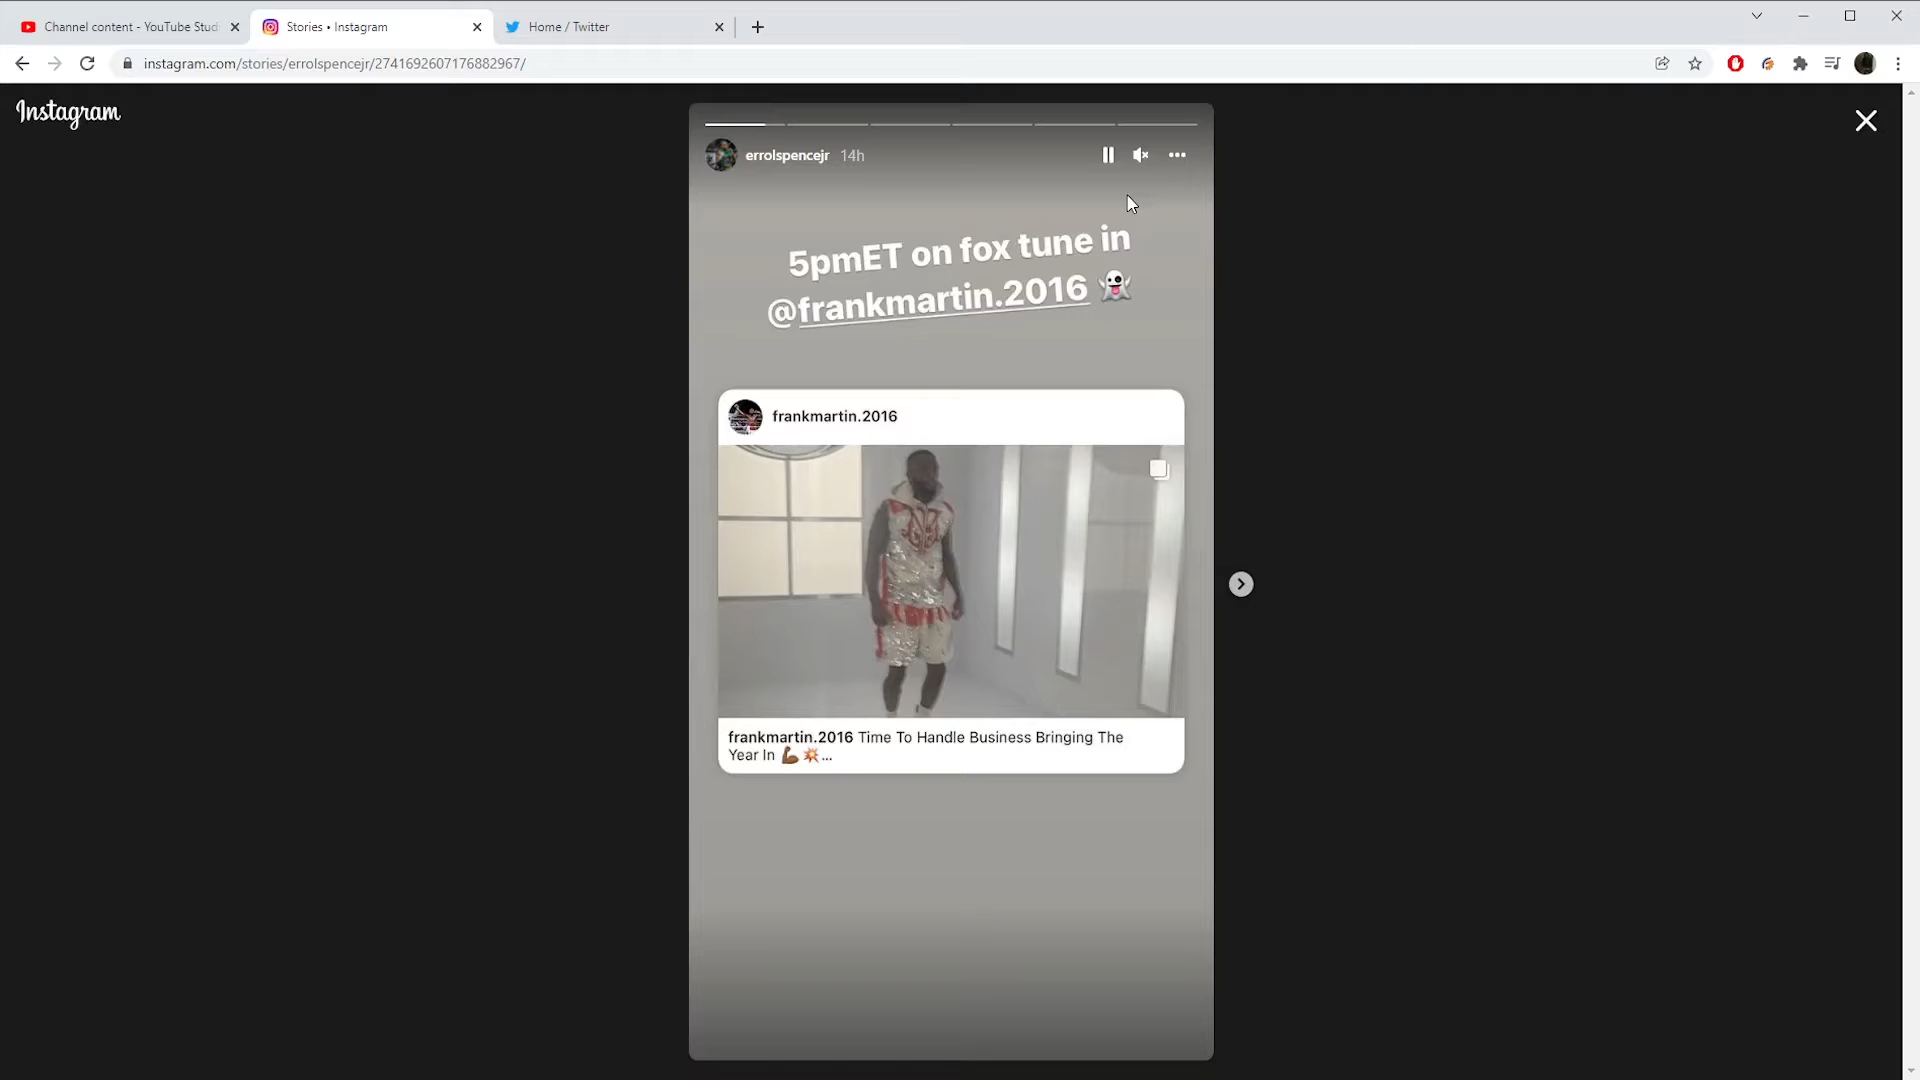 Channel content - YouTube Stud
Stories • Instagram
Home / Twitter
instagram.com/stories/errolspencejr/2741692607176882967/
Instagram
errolspencejr 14h
5pmET on fox tune in
@frankmartin.2016 👻
frankmartin.2016
frankmartin.2016 Time To Handle Business Bringing The
Year In 💪🏾💥...